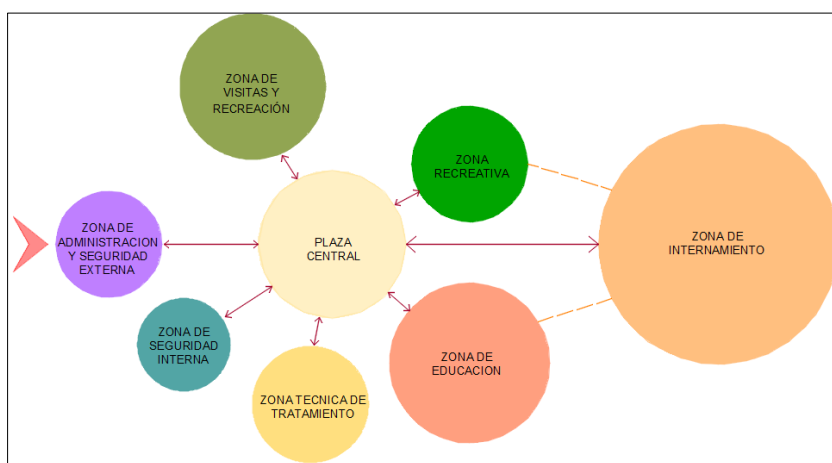 ZONA DE
VISITAS Y
RECREACIÓN
ZONA
RECREATIVA
ZONA DE
ADMINISTRACION
Y SEGURIDAD
EXTERNA
PLAZA
CENTRAL
ZONA DE
INTERNAMIENTO
ZONA DE
SEGURIDAD
INTERNA
ZONA DE
EDUCACION
ZONA TECNICA DE
TRATAMIENTO